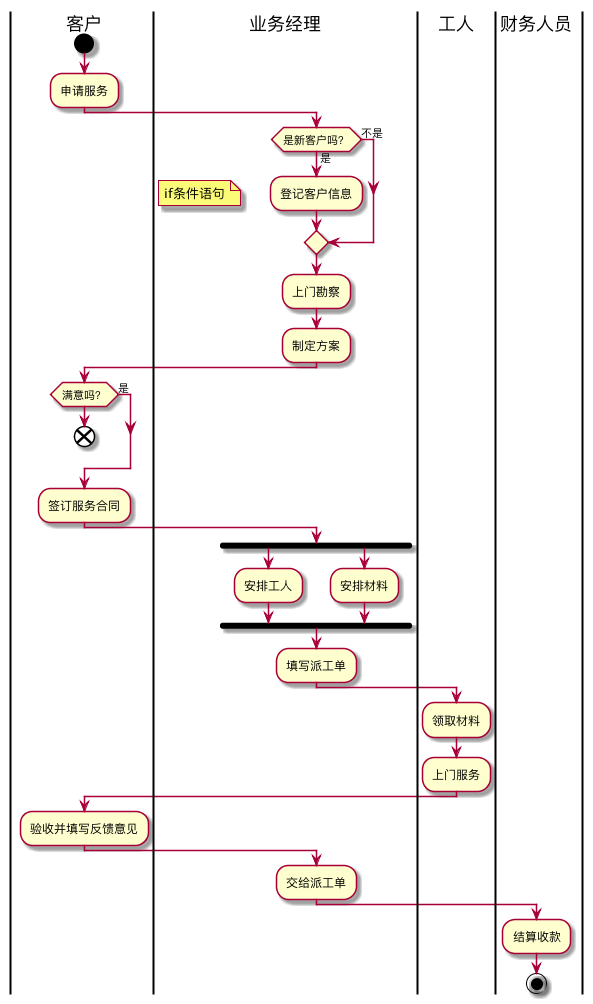 客户
业务经理
工人
财务人员
申请服务
是新客户吗?
不是
是
if条件语句
登记客户信息
上门勘察
制定方案
满意吗?
是
签订服务合同
安排工人
安排材料
填写派工单
领取材料
上门服务
验收并填写反馈意见
交给派工单
结算收款